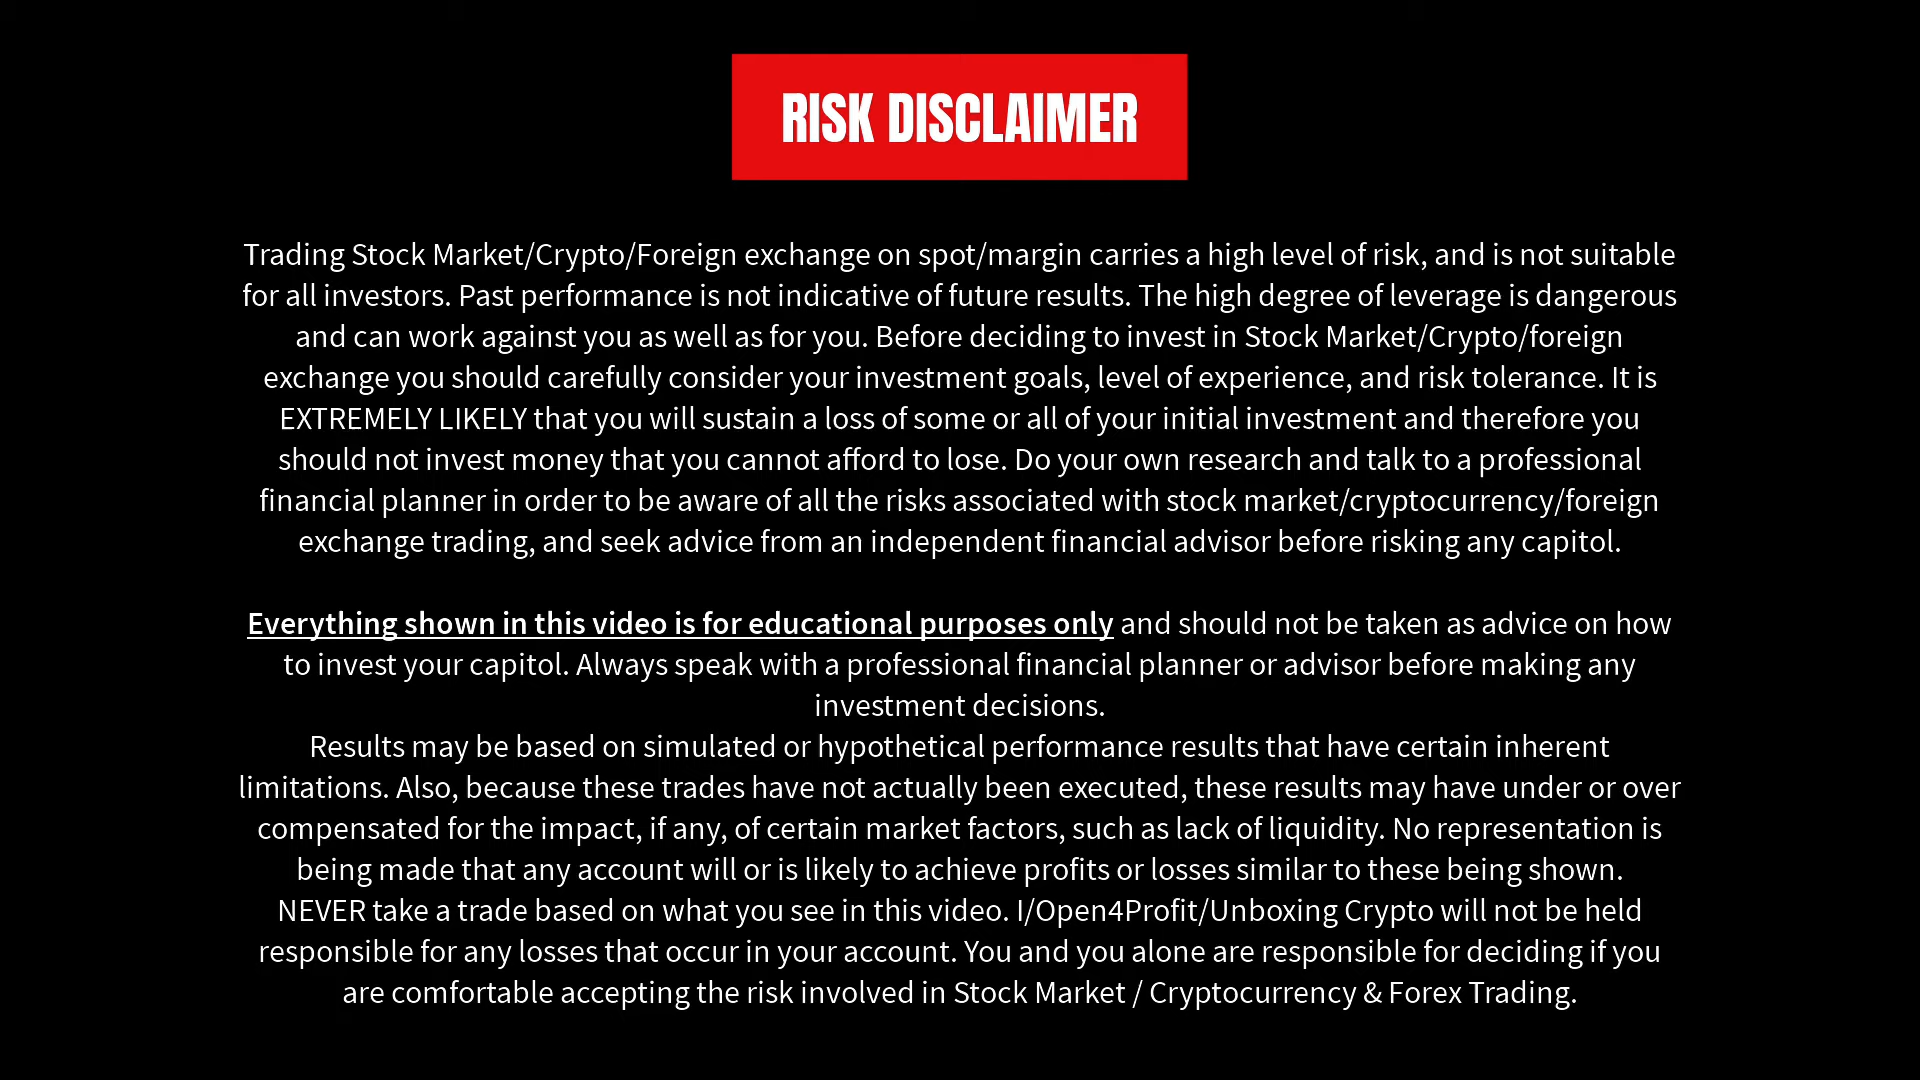 RISK DISCLAIMER
Trading Stock Market/Crypto/Foreign exchange on spot/margin carries a high level of risk, and is not suitable
for all investors. Past performance is not indicative of future results. The high degree of leverage is dangerous
and can work against you as well as for you. Before deciding to invest in Stock Market/Crypto/foreign
exchange you should carefully consider your investment goals, level of experience, and risk tolerance. It is
EXTREMELY LIKELY that you will sustain a loss of some or all of your initial investment and therefore you
should not invest money that you cannot afford to lose. Do your own research and talk to a professional
financial planner in order to be aware of all the risks associated with stock market/cryptocurrency/foreign
exchange trading, and seek advice from an independent financial advisor before risking any capitol.
Everything shown in this video is for educational purposes only and should not be taken as advice on how
to invest your capitol. Always speak with a professional financial planner or advisor before making any
investment decisions.
Results may be based on simulated or hypothetical performance results that have certain inherent
limitations. Also, because these trades have not actually been executed, these results may have under or over
compensated for the impact, if any, of certain market factors, such as lack of liquidity. No representation is
being made that any account will or is likely to achieve profits or losses similar to these being shown.
NEVER take a trade based on what you see in this video. I/Open4Profit/Unboxing Crypto will not be held
responsible for any losses that occur in your account. You and you alone are responsible for deciding if you
are comfortable accepting the risk involved in Stock Market / Cryptocurrency & Forex Trading.